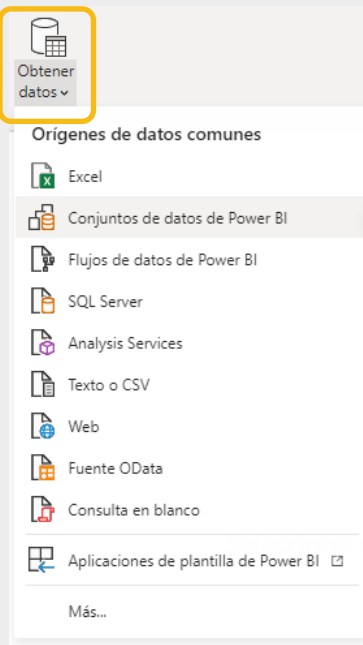 Obtener
datos
Orígenes de datos comunes
Excel
Conjuntos de datos de Power BI
Flujos de datos de Power BI
SQL Server
Analysis Services
Texto o CSV
Web
Fuente OData
Consulta en blanco
Aplicaciones de plantilla de Power BI
Más...